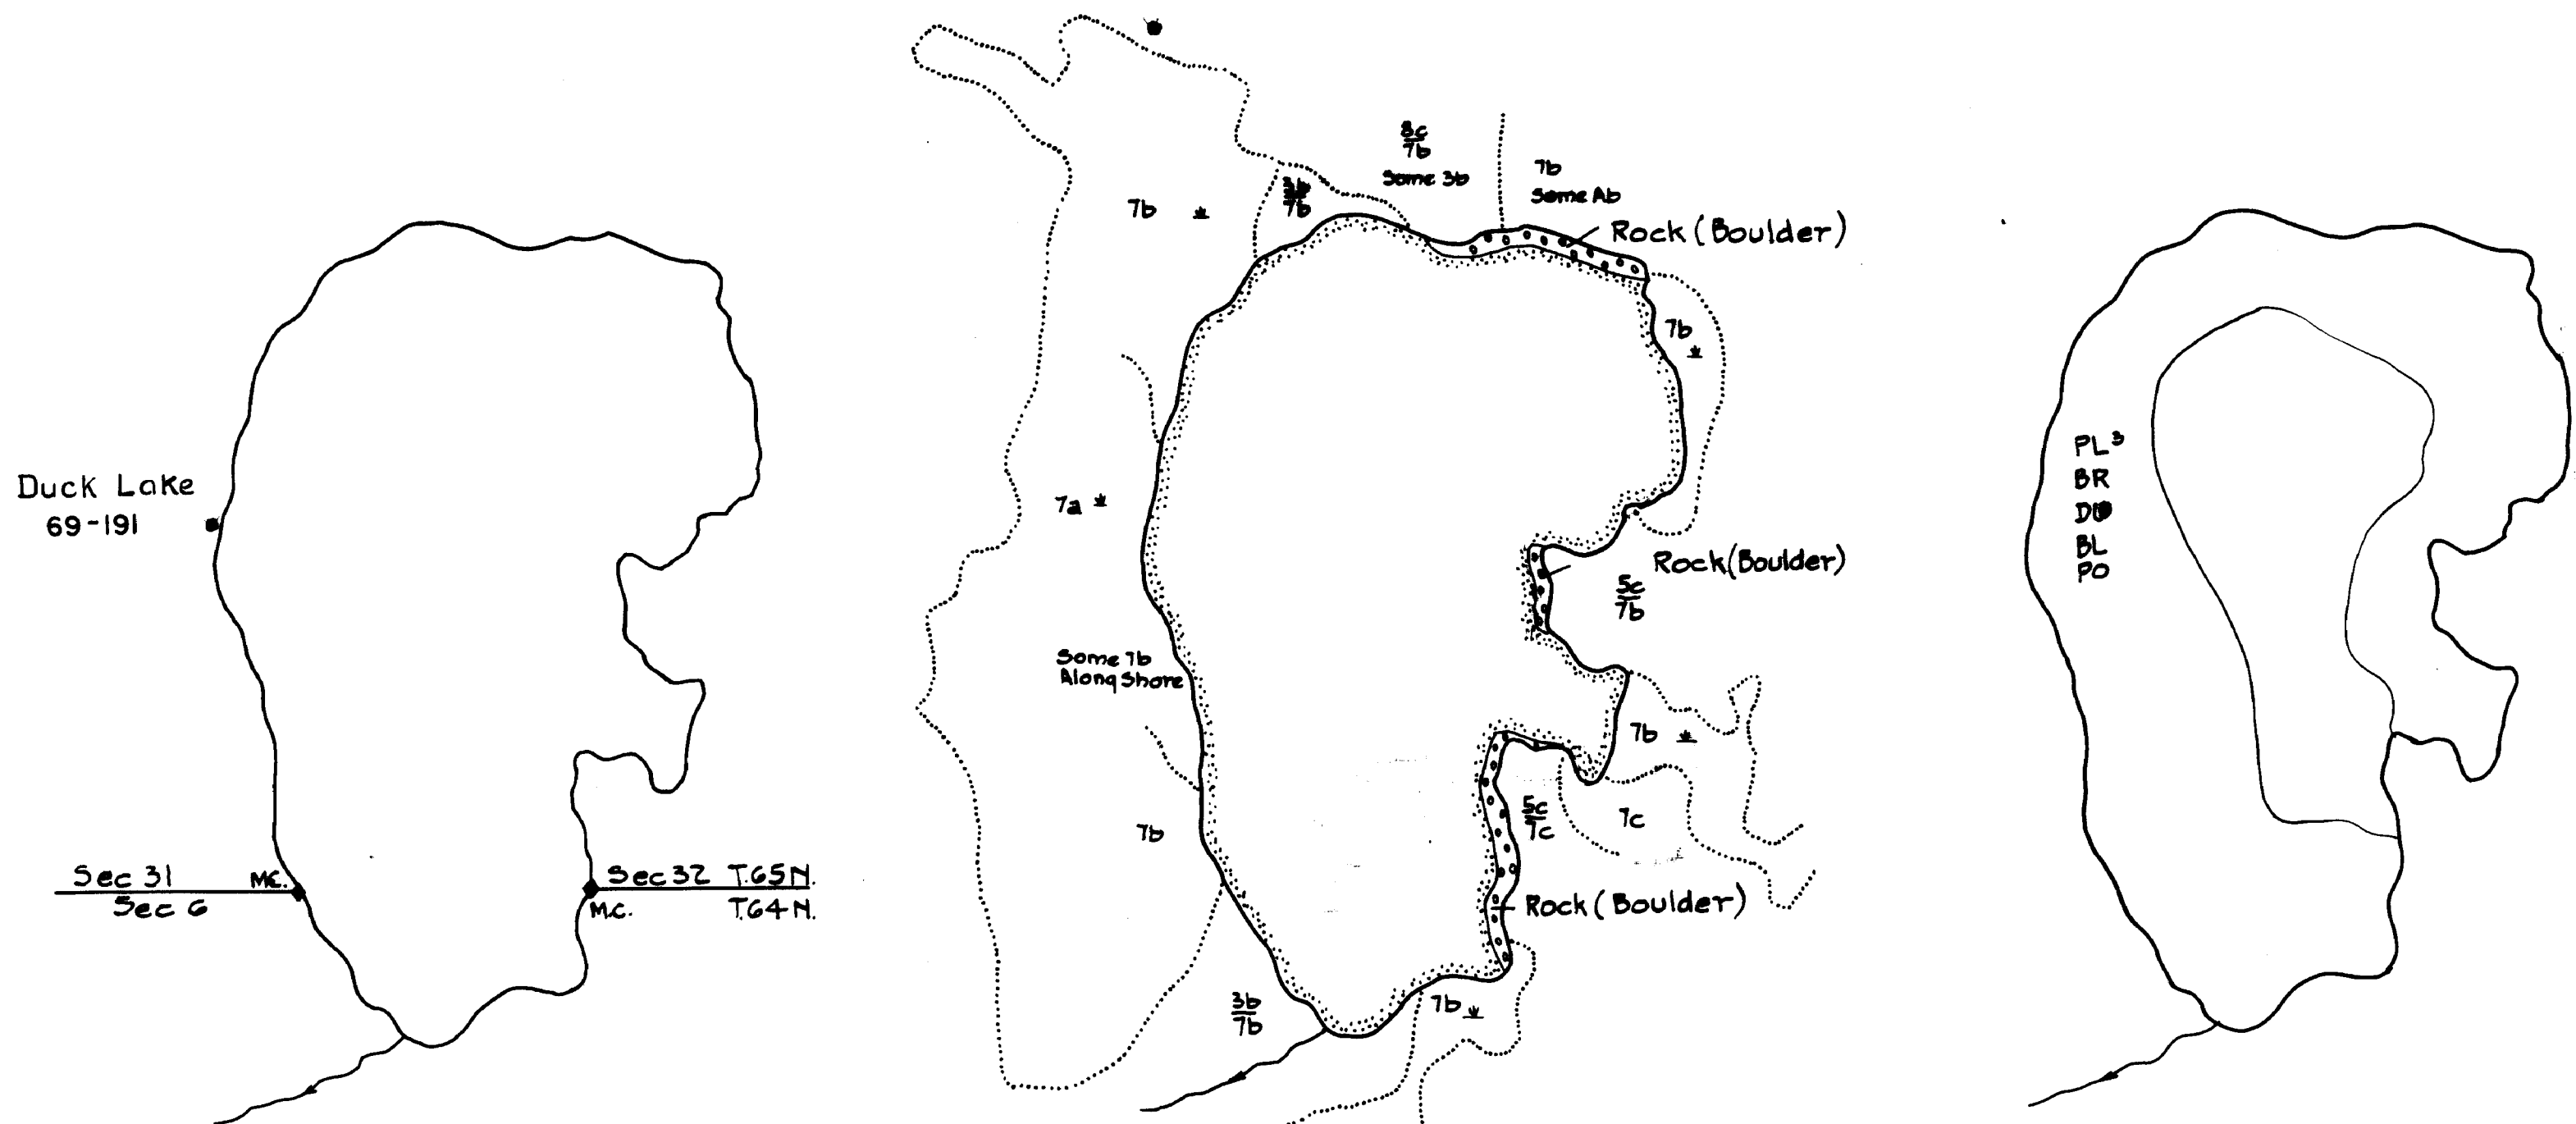 Duck Lake
69-191
Sec 31 M.C.
Sec 6
Sec 32 T.65N.
M.C. T.64N.
8c
7b
Some 3b
7b
Some Ab
Rock (Boulder)
7b
3b
7b
7b
7a
Rock (Boulder)
5c
7b
Some 7b
Along Shore
7b
7b
5c
7c
7c
Rock (Boulder)
3b
7b
7b
PL³
BR
BL
PO